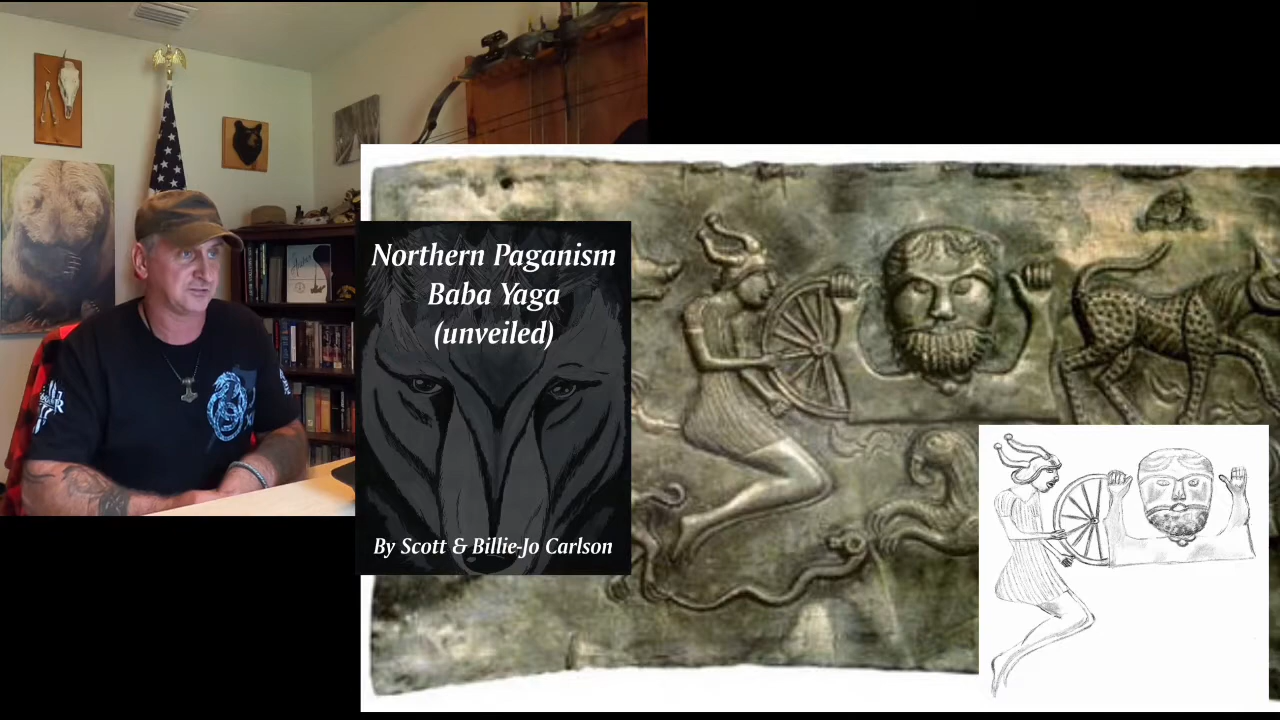 Northern Paganism
Baba Yaga
(unveiled)
By Scott & Billie-Jo Carlson